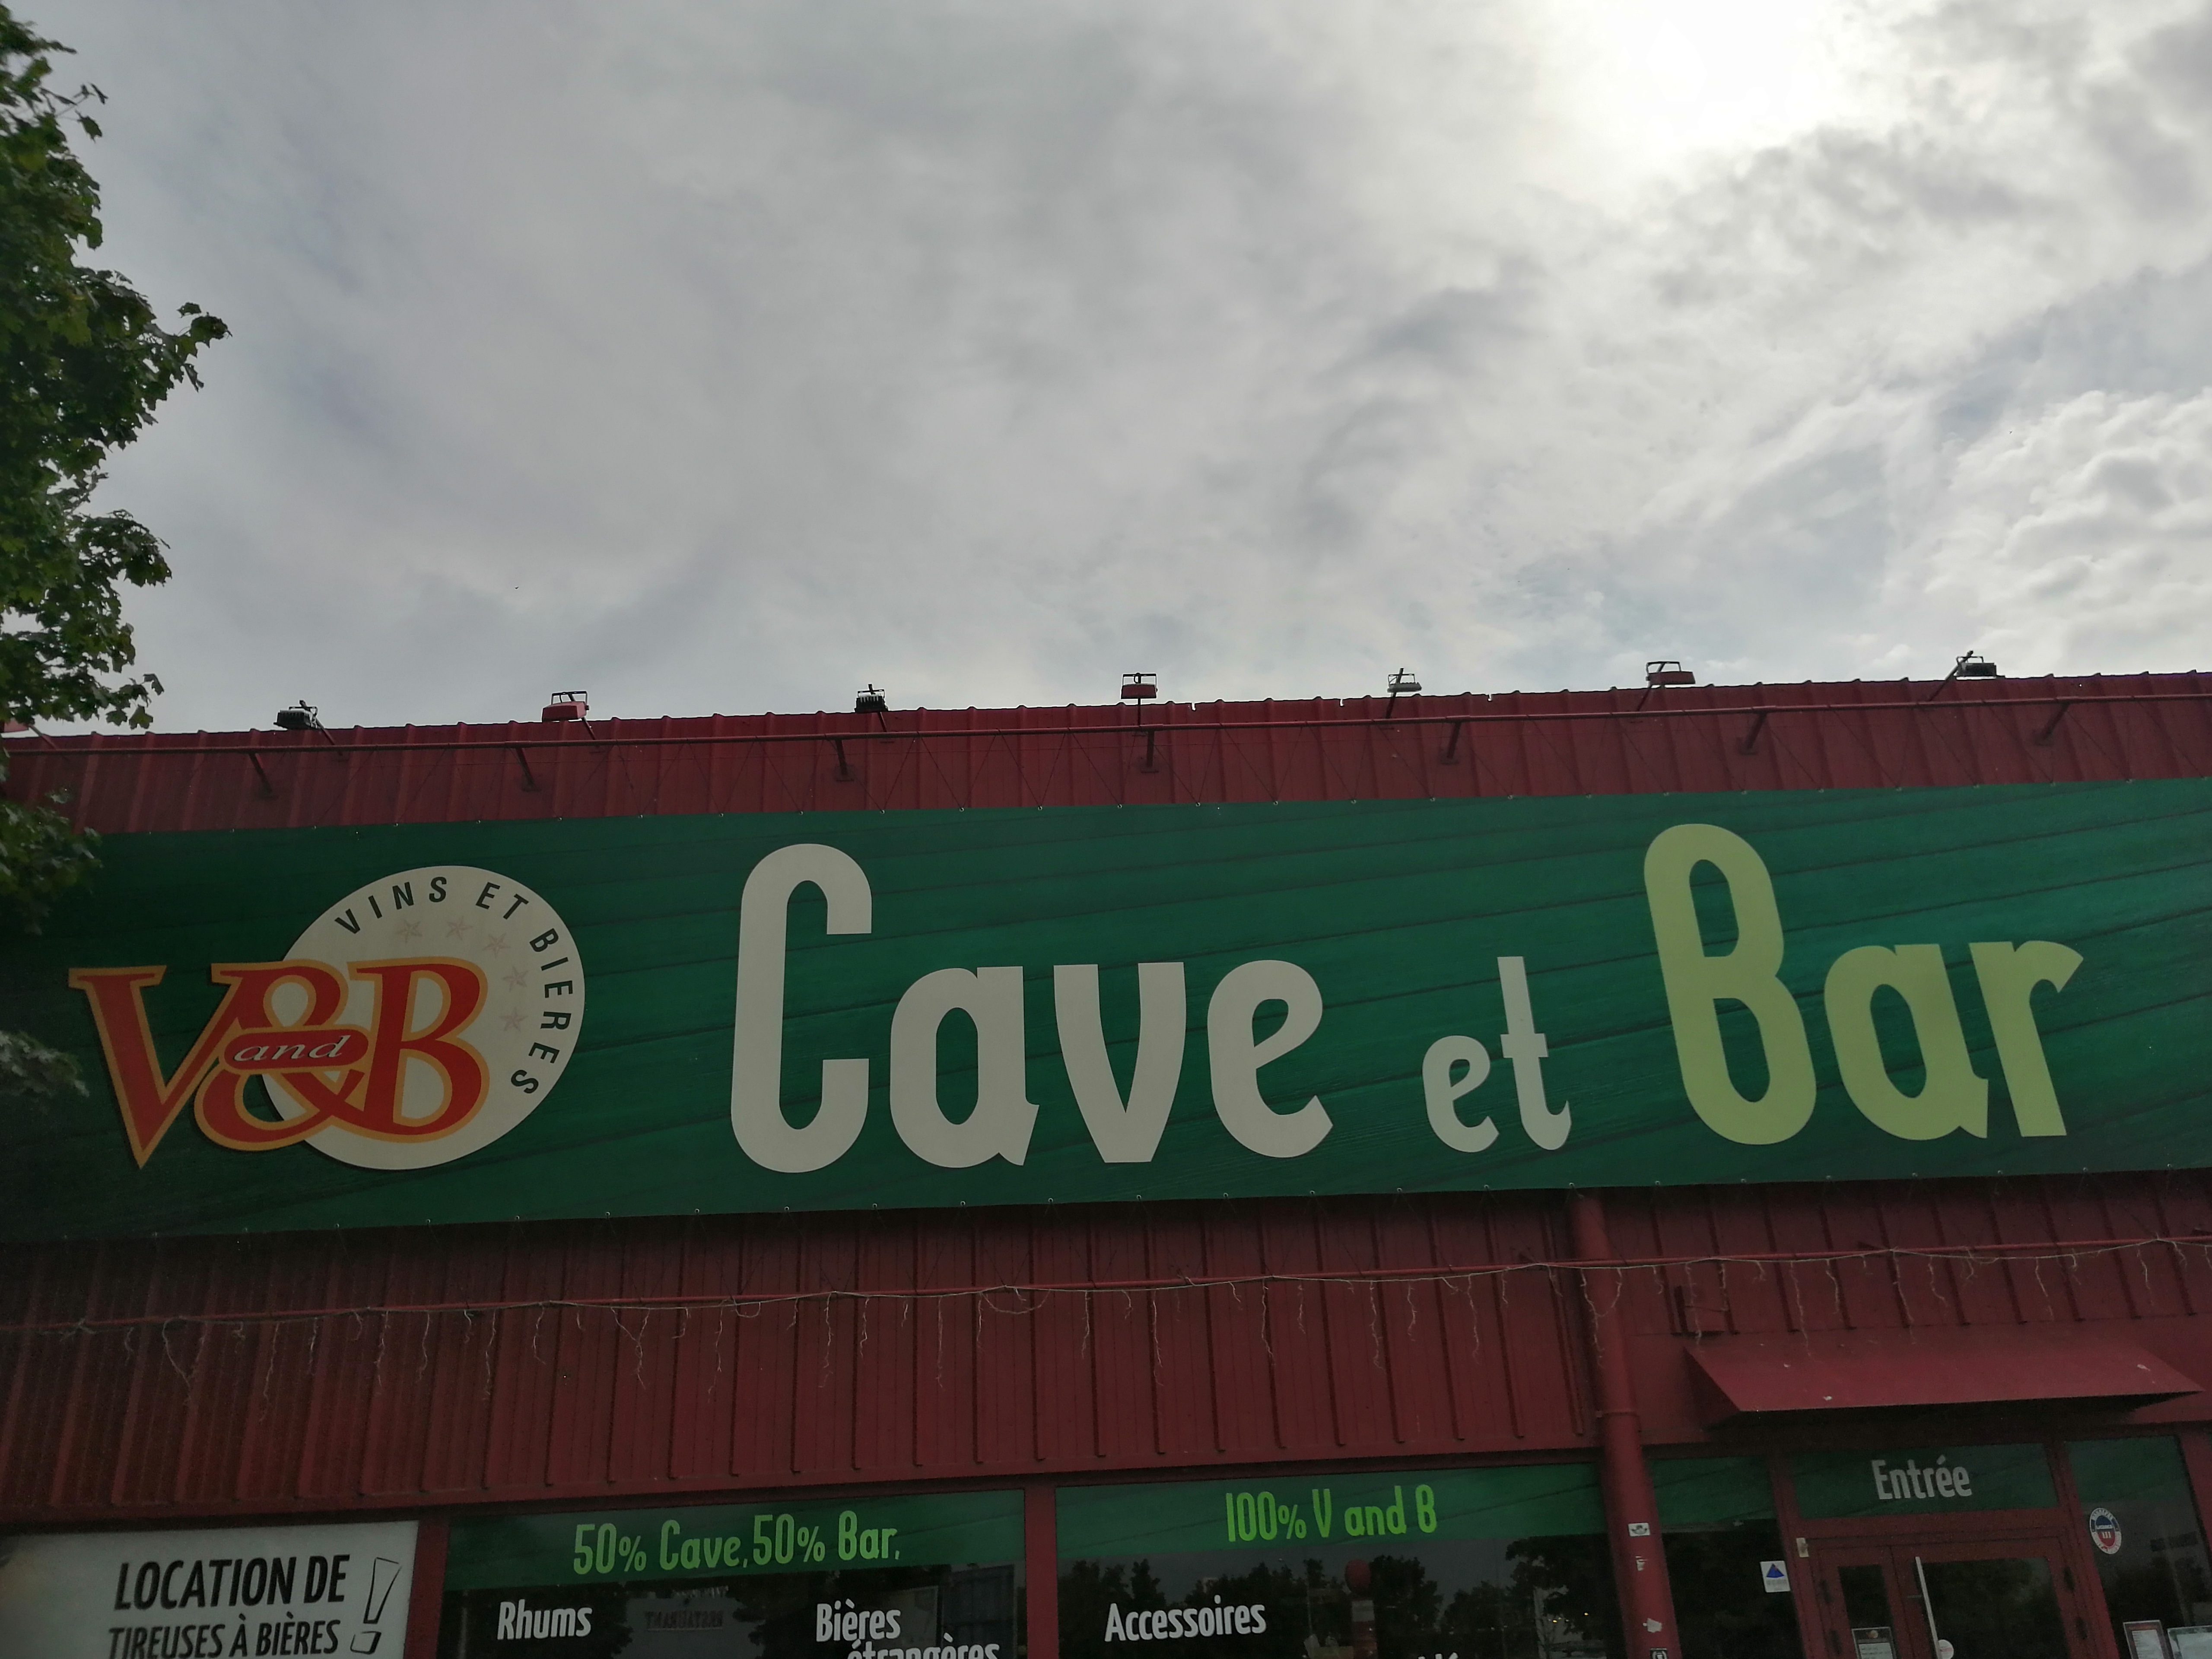 VINS ET BIERES
V&B
and
Cave et Bar
Entrée
50% Cave, 50% Bar,
100% V and B
LOCATION DE
TIREUSES À BIÈRES !
Rhums
Bières
étrangères
Accessoires